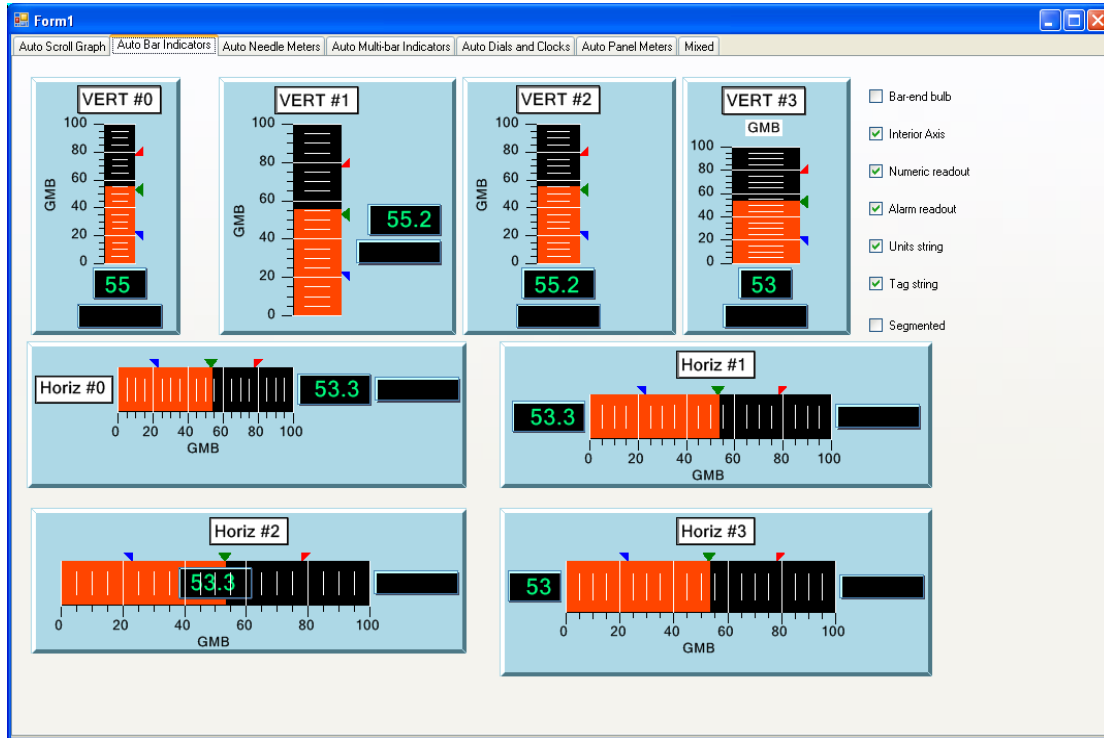 Form1
Auto Scroll Graph Auto Bar Indicators Auto Needle Meters Auto Multi-bar Indicators Auto Dials and Clocks Auto Panel Meters Mixed
VERT #0
100
80
60
40
20
0
GMB
55
VERT #1
100
80
60
40
20
0
GMB
55.2
VERT #2
100
80
60
40
20
0
GMB
55.2
VERT #3
GMB
100
80
60
40
20
0
53
Bar-end bulb
Interior Axis
Numeric readout
Alarm readout
Units string
Tag string
Segmented
Horiz #0
53.3
0 20 40 60 80 100
GMB
Horiz #1
53.3
0 20 40 60 80 100
GMB
Horiz #2
53.3
0 20 40 60 80 100
GMB
Horiz #3
53
0 20 40 60 80 100
GMB